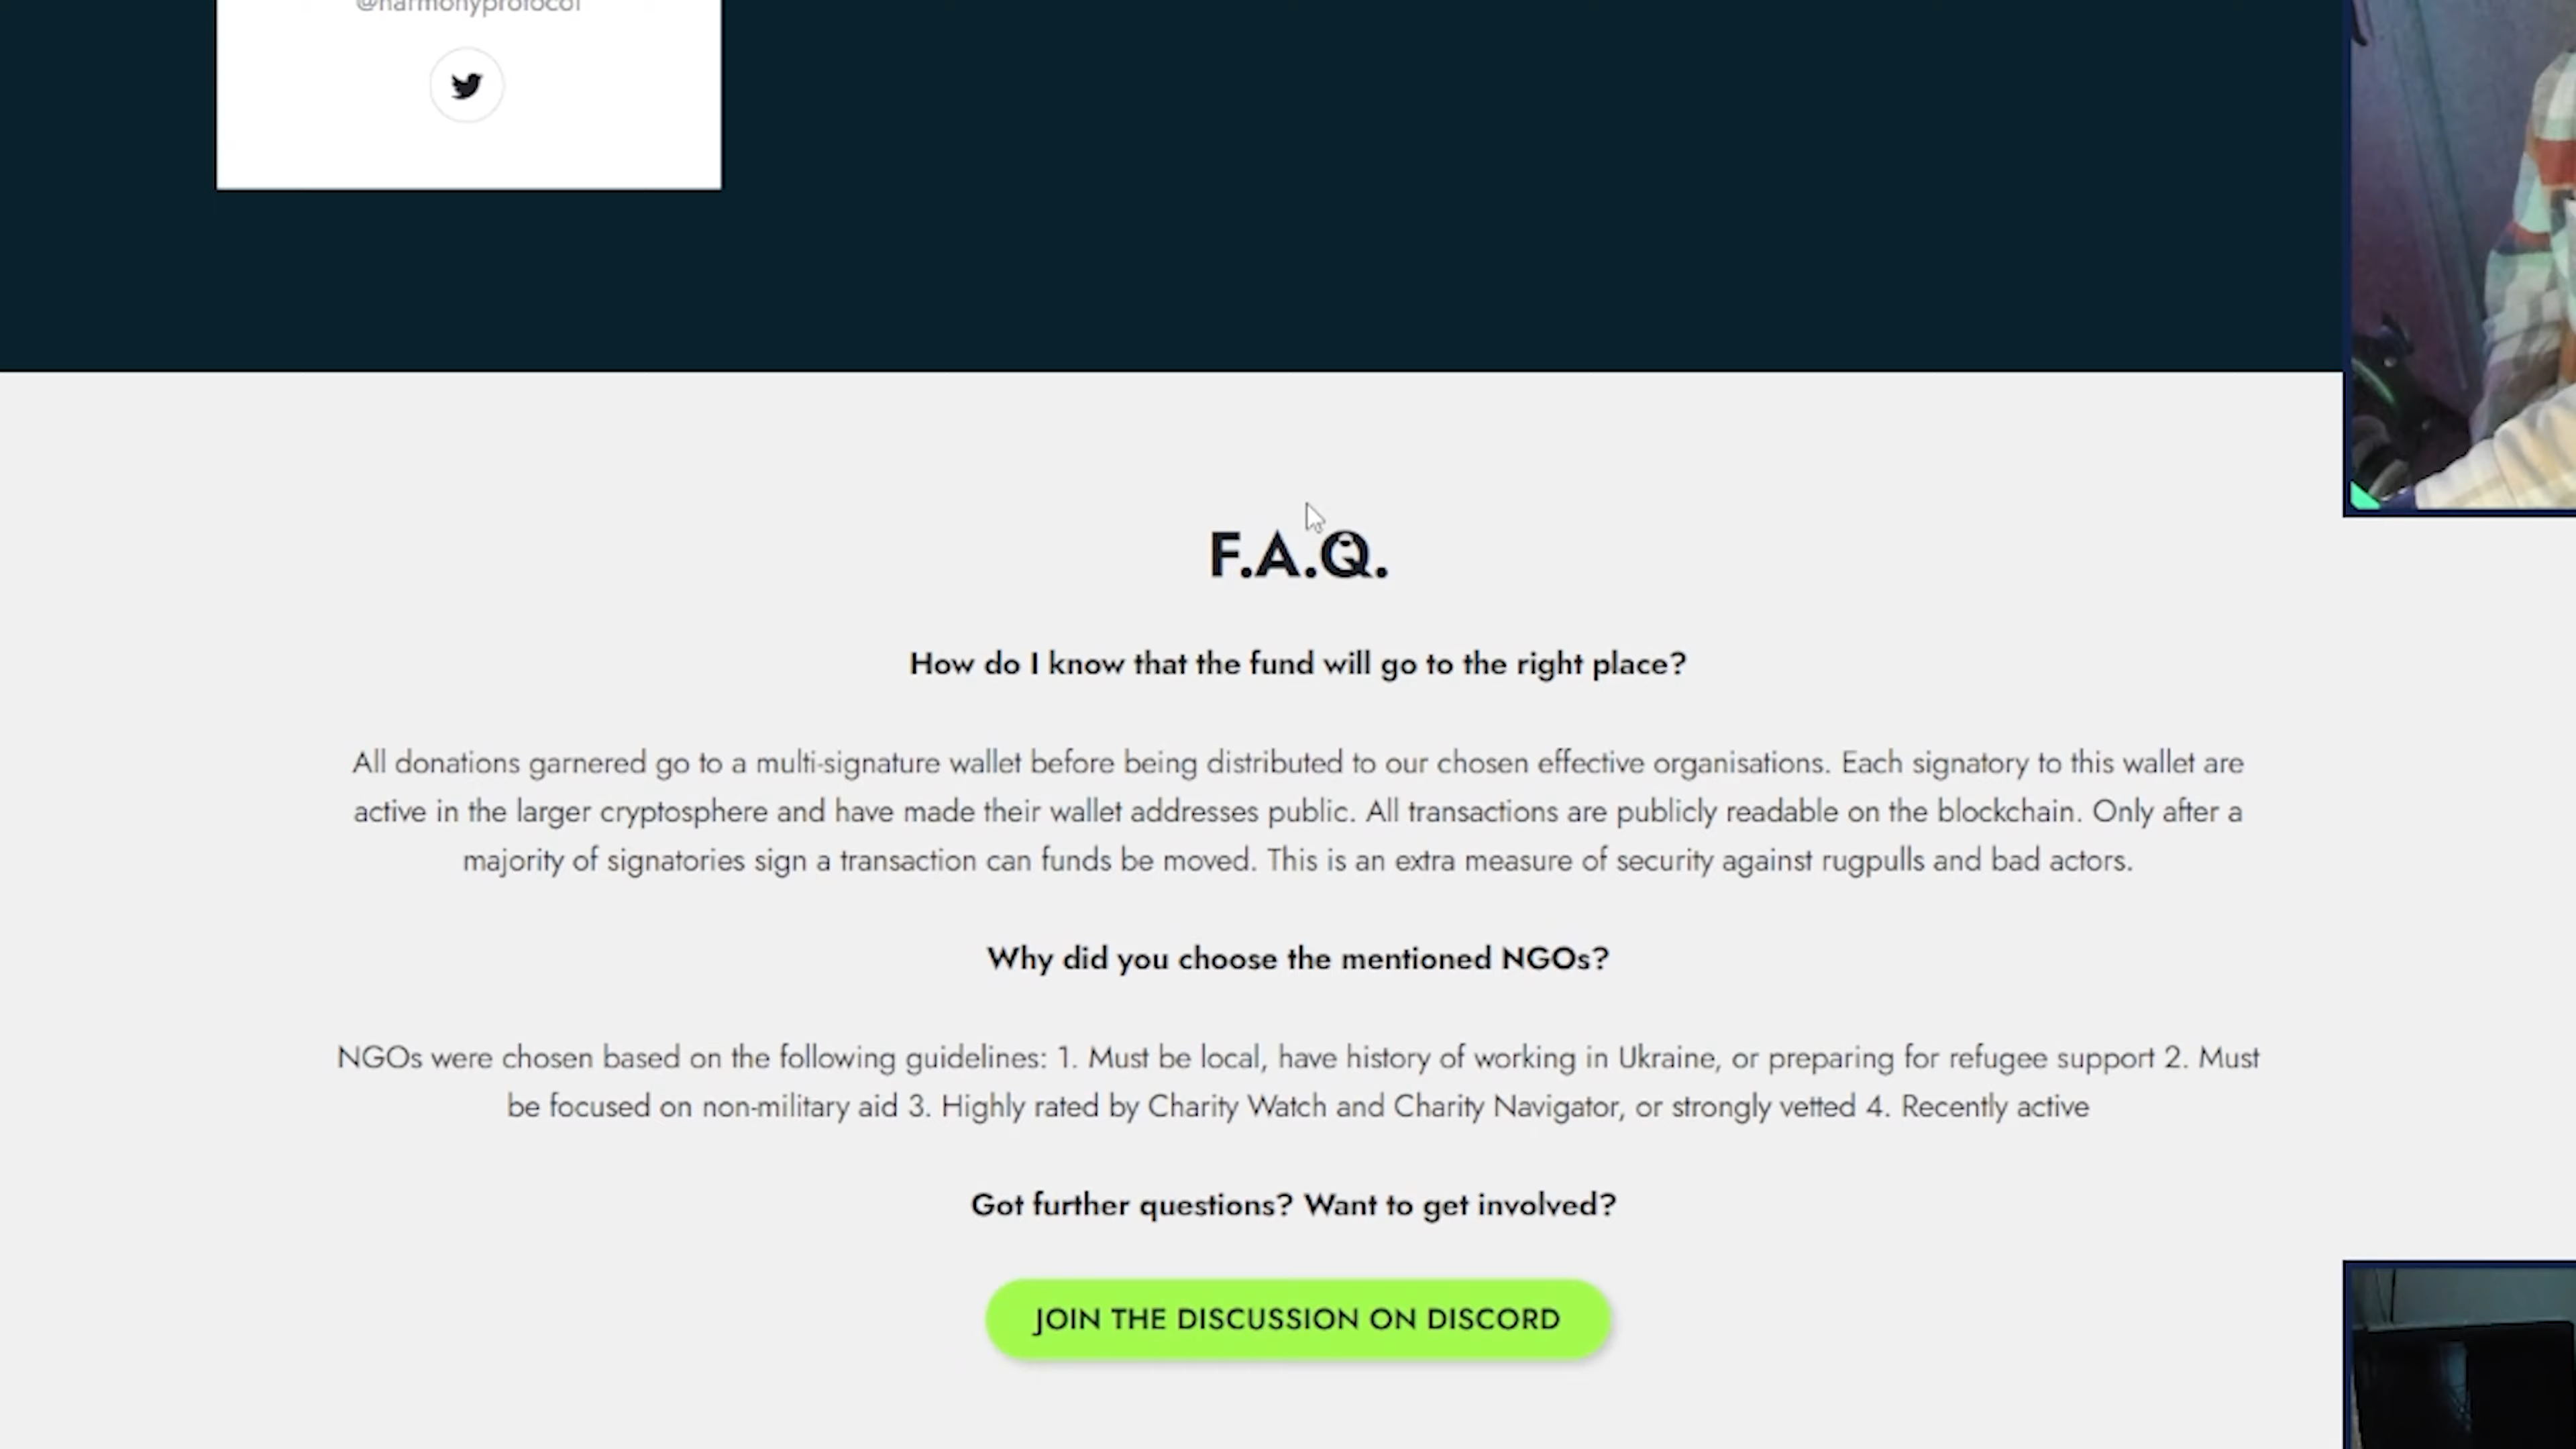 @harmonyprotocol
F.A.Q.
How do I know that the fund will go to the right place?
All donations garnered go to a multi-signature wallet before being distributed to our chosen effective organisations. Each signatory to this wallet are
active in the larger cryptosphere and have made their wallet addresses public. All transactions are publicly readable on the blockchain. Only after a
majority of signatories sign a transaction can funds be moved. This is an extra measure of security against rugpulls and bad actors.
Why did you choose the mentioned NGOs?
NGOs were chosen based on the following guidelines: 1. Must be local, have history of working in Ukraine, or preparing for refugee support 2. Must
be focused on non-military aid 3. Highly rated by Charity Watch and Charity Navigator, or strongly vetted 4. Recently active
Got further questions? Want to get involved?
JOIN THE DISCUSSION ON DISCORD